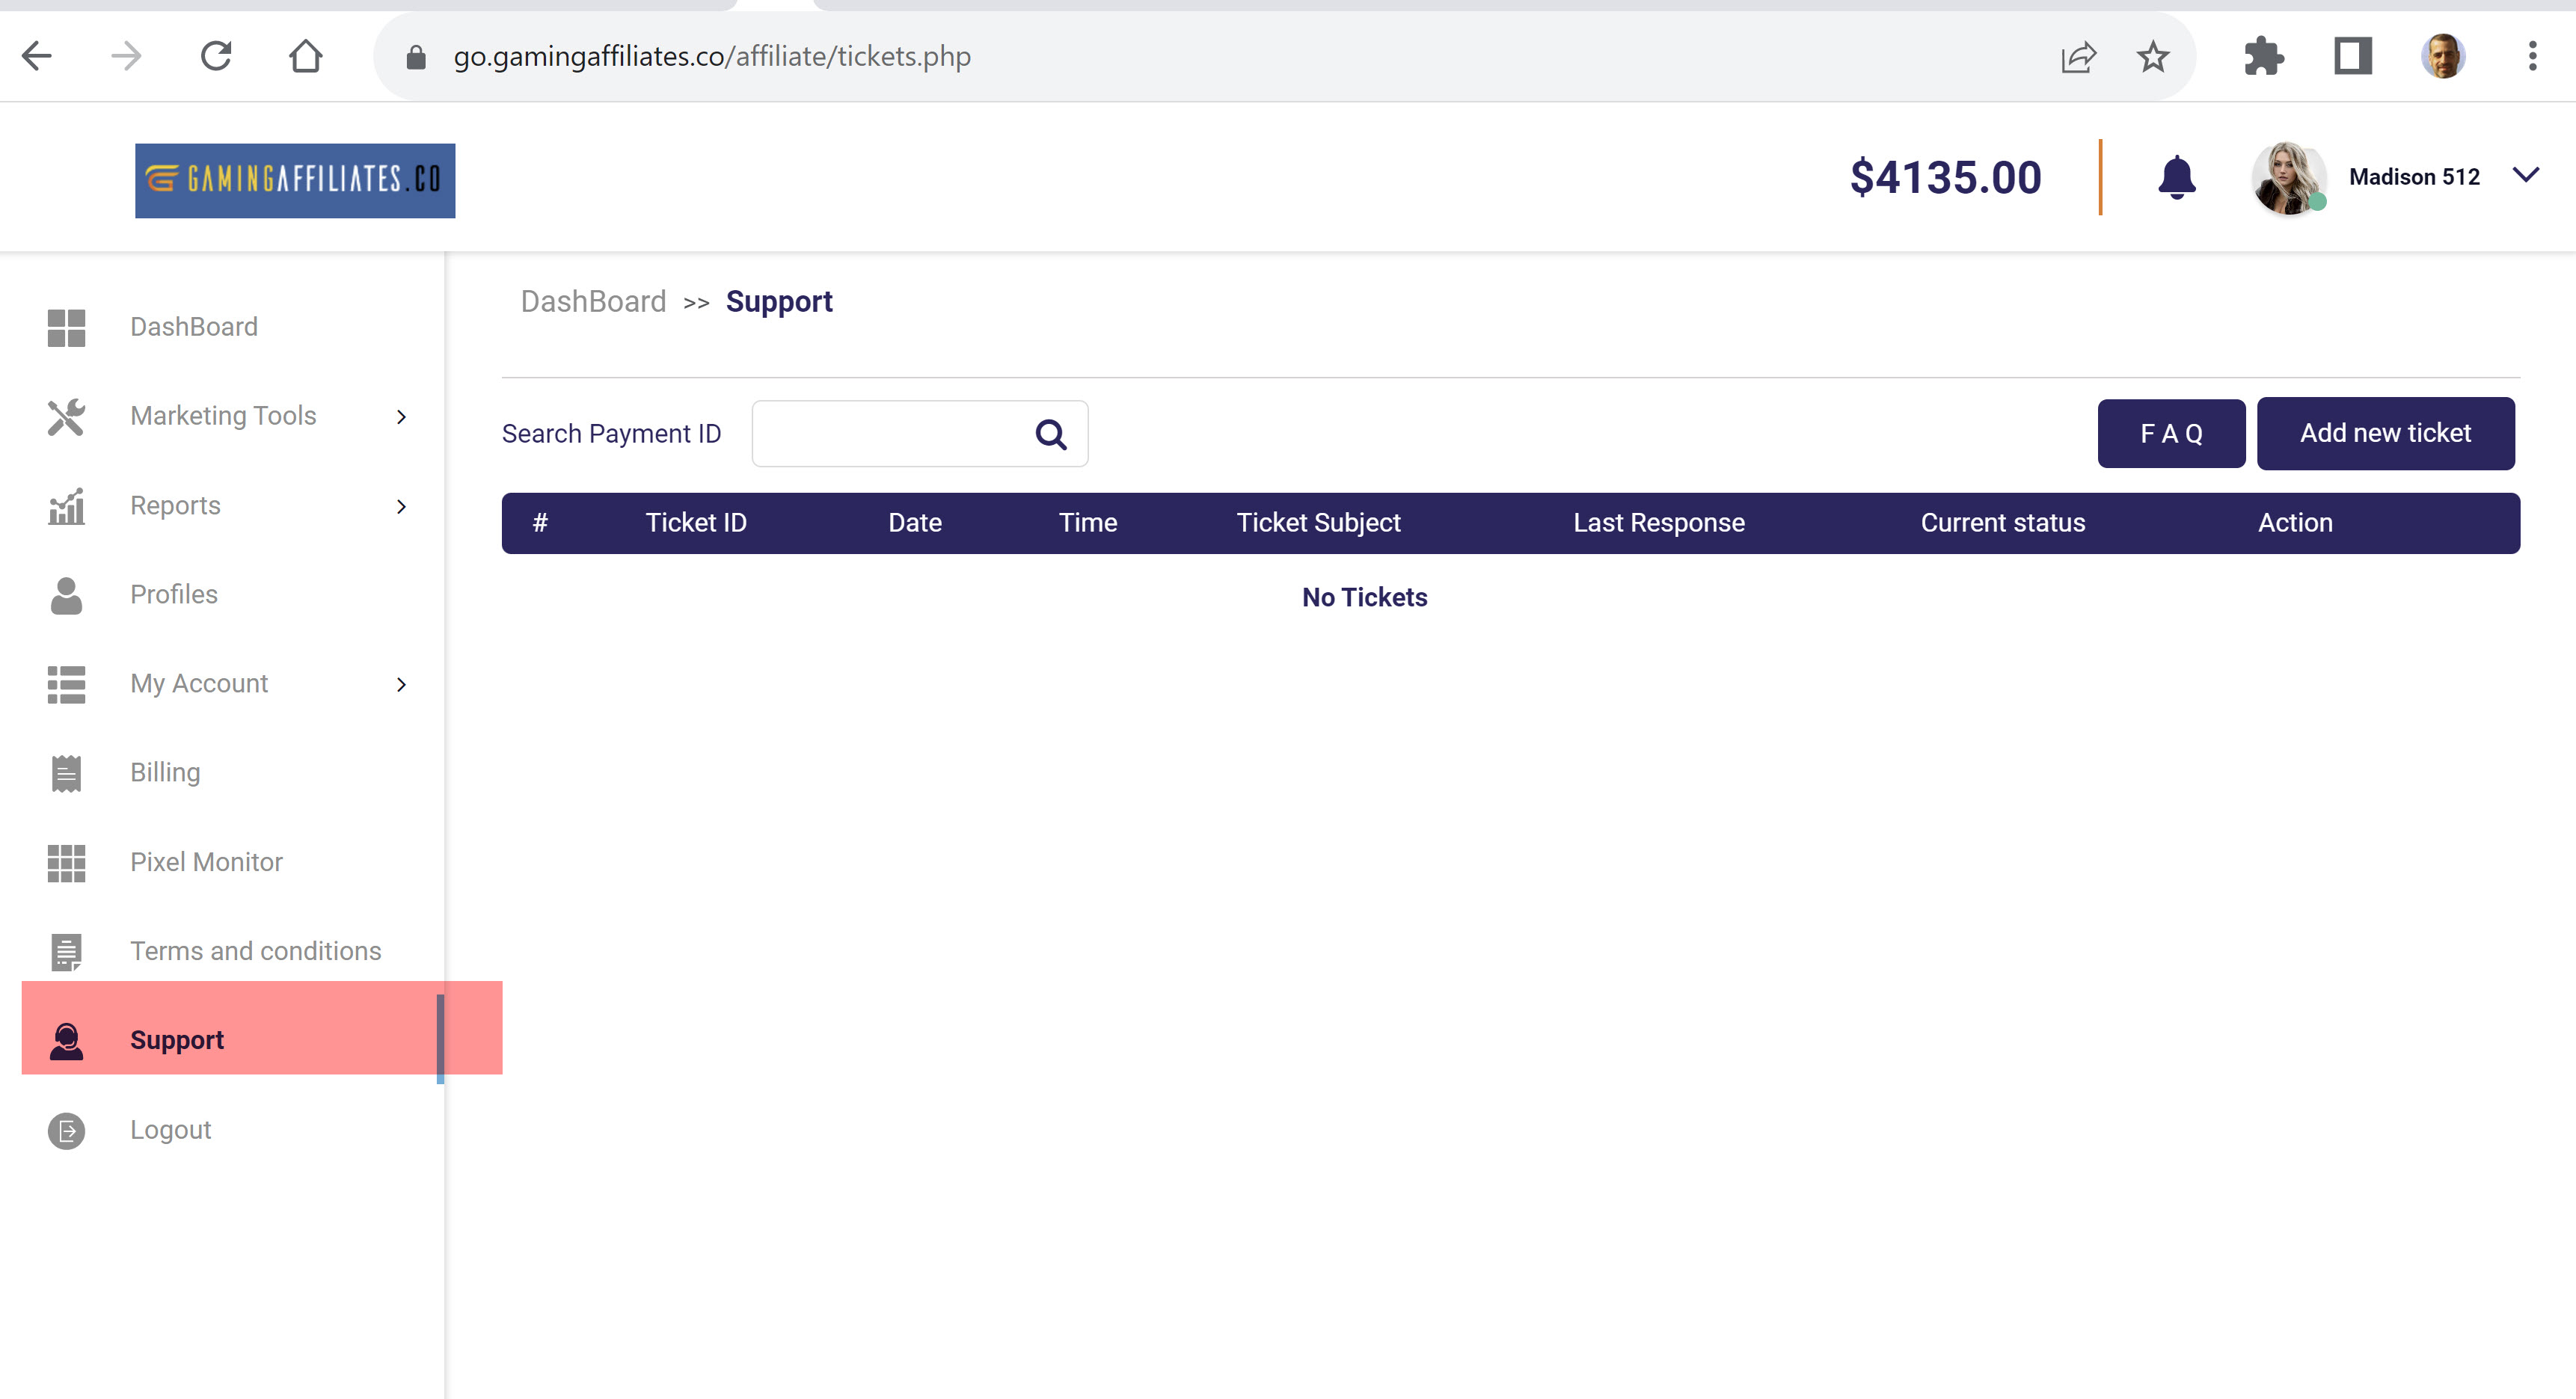 go.gamingaffiliates.co/affiliate/tickets.php
GAMINGAFFILIATES.CO
$4135.00
Madison 512
DashBoard >> Support
DashBoard
Marketing Tools
Reports
Profiles
My Account
Billing
Pixel Monitor
Terms and conditions
Support
Logout
Search Payment ID
F A Q
Add new ticket
# Ticket ID Date Time Ticket Subject Last Response Current status Action
No Tickets